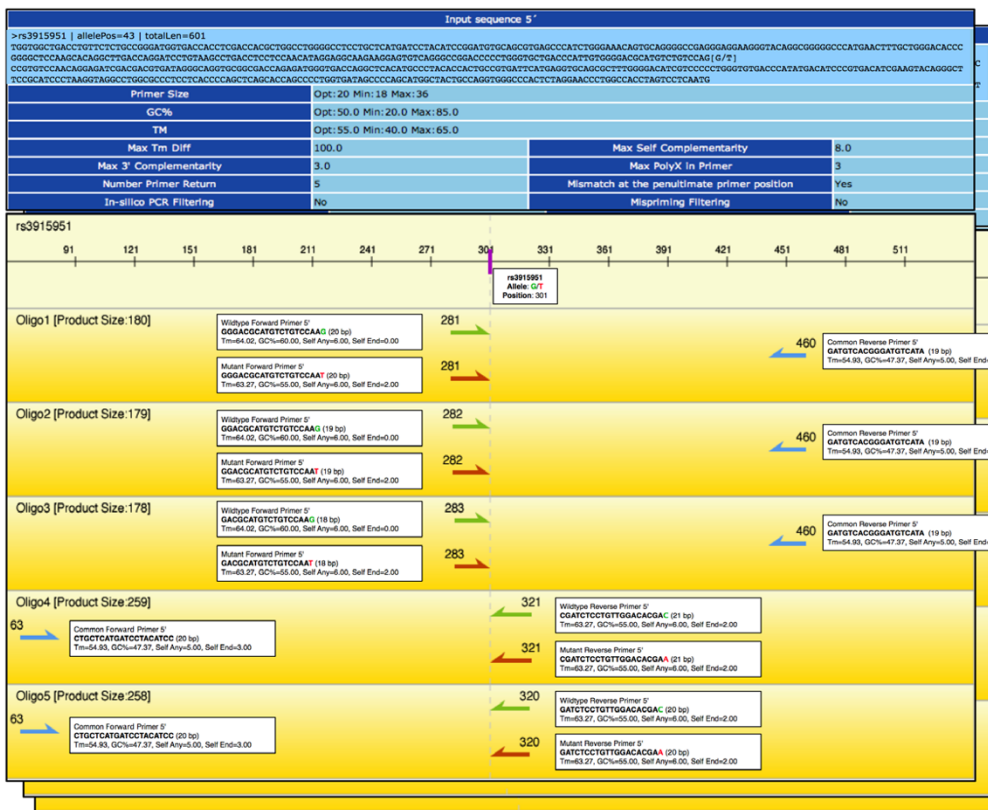 Input sequence 5´
>rs3915951 | allelePos=43 | totalLen=601
Primer Size Opt:20 Min:18 Max:36
GC% Opt:50.0 Min:20.0 Max:85.0
TM Opt:55.0 Min:40.0 Max:65.0
Max Tm Diff 100.0 Max Self Complementarity 8.0
Max 3' Complementarity 3.0 Max PolyX in Primer 3
Number Primer Return 5 Mismatch at the penultimate primer position Yes
In-silico PCR Filtering No Mispriming Filtering No
rs3915951
91 121 151 181 211 241 271 301 331 361 391 421 451 481 511
rs3915951
Allele: G/T
Position: 301
Oligo1 [Product Size:180]
Wildtype Forward Primer 5'
GGGACGCATGTCTGTCCAAG (20 bp)
Tm=64.02, GC%=60.00, Self Any=6.00, Self End=0.00
281
Mutant Forward Primer 5'
GGGACGCATGTCTGTCCAAT (20 bp)
Tm=63.27, GC%=55.00, Self Any=6.00, Self End=2.00
281
460
Common Reverse Primer 5'
GATGTCACGGGATGTCATA (19 bp)
Tm=54.93, GC%=47.37, Self Any=5.00, Self End=1.00
Oligo2 [Product Size:179]
Wildtype Forward Primer 5'
GGACGCATGTCTGTCCAAG (19 bp)
Tm=64.02, GC%=60.00, Self Any=6.00, Self End=0.00
282
Mutant Forward Primer 5'
GGACGCATGTCTGTCCAAT (19 bp)
Tm=63.27, GC%=55.00, Self Any=6.00, Self End=2.00
282
460
Common Reverse Primer 5'
GATGTCACGGGATGTCATA (19 bp)
Tm=54.93, GC%=47.37, Self Any=5.00, Self End=1.00
Oligo3 [Product Size:178]
Wildtype Forward Primer 5'
GACGCATGTCTGTCCAAG (18 bp)
Tm=64.02, GC%=60.00, Self Any=6.00, Self End=0.00
283
Mutant Forward Primer 5'
GACGCATGTCTGTCCAAT (18 bp)
Tm=63.27, GC%=55.00, Self Any=6.00, Self End=2.00
283
460
Common Reverse Primer 5'
GATGTCACGGGATGTCATA (19 bp)
Tm=54.93, GC%=47.37, Self Any=5.00, Self End=1.00
Oligo4 [Product Size:259]
63
Common Forward Primer 5'
CTGCTCATGATCCTACATCC (20 bp)
Tm=54.93, GC%=47.37, Self Any=5.00, Self End=3.00
321
Wildtype Reverse Primer 5'
CGATCTCCTGTTGGACACGAC (21 bp)
Tm=63.27, GC%=55.00, Self Any=6.00, Self End=2.00
321
Mutant Reverse Primer 5'
CGATCTCCTGTTGGACACGAA (21 bp)
Tm=63.27, GC%=55.00, Self Any=6.00, Self End=2.00
Oligo5 [Product Size:258]
63
Common Forward Primer 5'
CTGCTCATGATCCTACATCC (20 bp)
Tm=54.93, GC%=47.37, Self Any=5.00, Self End=3.00
320
Wildtype Reverse Primer 5'
GATCTCCTGTTGGACACGAC (20 bp)
Tm=63.27, GC%=55.00, Self Any=6.00, Self End=2.00
320
Mutant Reverse Primer 5'
GATCTCCTGTTGGACACGAA (20 bp)
Tm=63.27, GC%=55.00, Self Any=6.00, Self End=2.00